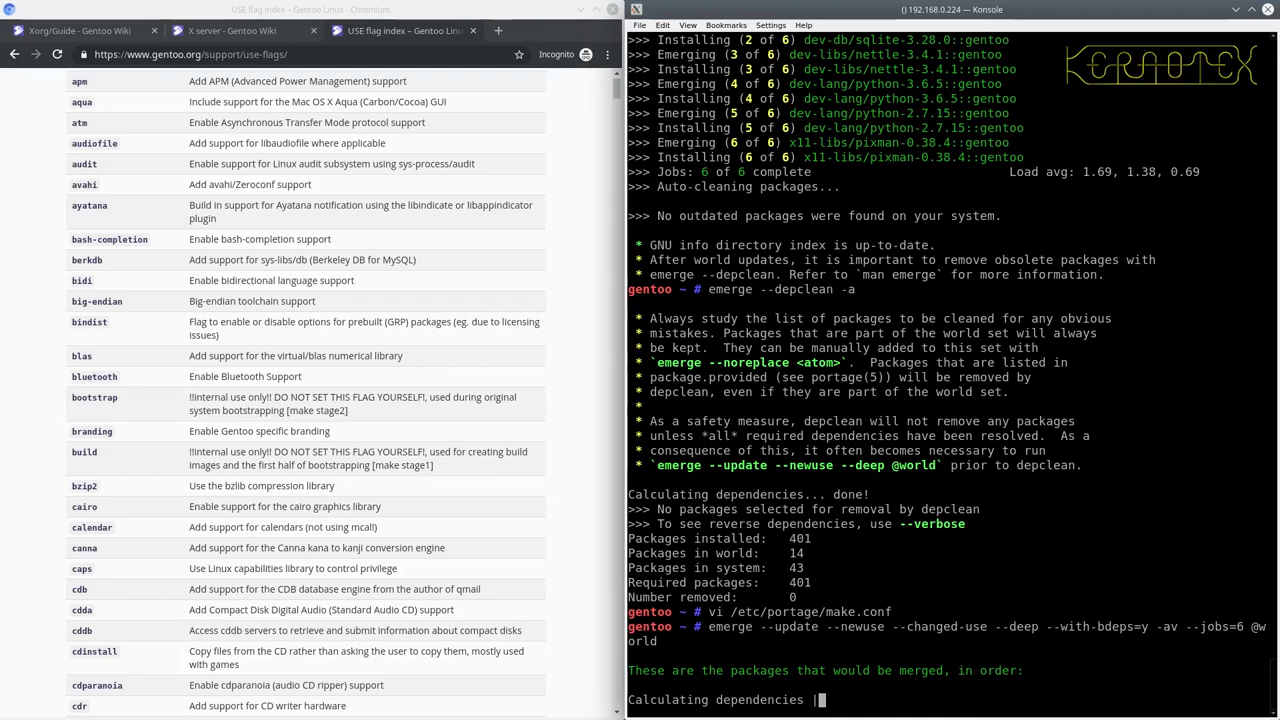 USE flag index – Gentoo Linux - Chromium
Xorg/Guide - Gentoo Wiki
X server - Gentoo Wiki
USE flag index – Gentoo Linux
https://www.gentoo.org/support/use-flags/
Incognito
apm Add APM (Advanced Power Management) support
aqua Include support for the Mac OS X Aqua (Carbon/Cocoa) GUI
atm Enable Asynchronous Transfer Mode protocol support
audiofile Add support for libaudiofile where applicable
audit Enable support for Linux audit subsystem using sys-process/audit
avahi Add avahi/Zeroconf support
ayatana Build in support for Ayatana notification using the libindicate or libappindicator
plugin
bash-completion Enable bash-completion support
berkdb Add support for sys-libs/db (Berkeley DB for MySQL)
bidi Enable bidirectional language support
big-endian Big-endian toolchain support
bindist Flag to enable or disable options for prebuilt (GRP) packages (eg. due to licensing
issues)
blas Add support for the virtual/blas numerical library
bluetooth Enable Bluetooth Support
bootstrap !!internal use only!! DO NOT SET THIS FLAG YOURSELF!, used during original
system bootstrapping [make stage2]
branding Enable Gentoo specific branding
build !!internal use only!! DO NOT SET THIS FLAG YOURSELF!, used for creating build
images and the first half of bootstrapping [make stage1]
bzip2 Use the bzlib compression library
cairo Enable support for the cairo graphics library
calendar Add support for calendars (not using mcal!)
canna Add support for the Canna kana to kanji conversion engine
caps Use Linux capabilities library to control privilege
cdb Add support for the CDB database engine from the author of qmail
cdda Add Compact Disk Digital Audio (Standard Audio CD) support
cddb Access cddb servers to retrieve and submit information about compact disks
cdinstall Copy files from the CD rather than asking the user to copy them, mostly used
with games
cdparanoia Enable cdparanoia (audio CD ripper) support
cdr Add support for CD writer hardware
() 192.168.0.224 — Konsole
File Edit View Bookmarks Settings Help
>>> Installing (2 of 6) dev-db/sqlite-3.28.0::gentoo
>>> Emerging (3 of 6) dev-libs/nettle-3.4.1::gentoo
>>> Installing (3 of 6) dev-libs/nettle-3.4.1::gentoo
>>> Emerging (4 of 6) dev-lang/python-3.6.5::gentoo
>>> Installing (4 of 6) dev-lang/python-3.6.5::gentoo
>>> Emerging (5 of 6) dev-lang/python-2.7.15::gentoo
>>> Installing (5 of 6) dev-lang/python-2.7.15::gentoo
>>> Emerging (6 of 6) x11-libs/pixman-0.38.4::gentoo
>>> Installing (6 of 6) x11-libs/pixman-0.38.4::gentoo
>>> Jobs: 6 of 6 complete Load avg: 1.69, 1.38, 0.69
>>> Auto-cleaning packages...
>>> No outdated packages were found on your system.
* GNU info directory index is up-to-date.
* After world updates, it is important to remove obsolete packages with
* emerge --depclean. Refer to `man emerge` for more information.
gentoo ~ # emerge --depclean -a
* Always study the list of packages to be cleaned for any obvious
* mistakes. Packages that are part of the world set will always
* be kept. They can be manually added to this set with
* `emerge --noreplace <atom>`. Packages that are listed in
* package.provided (see portage(5)) will be removed by
* depclean, even if they are part of the world set.
*
* As a safety measure, depclean will not remove any packages
* unless *all* required dependencies have been resolved. As a
* consequence of this, it often becomes necessary to run
* `emerge --update --newuse --deep @world` prior to depclean.
Calculating dependencies... done!
>>> No packages selected for removal by depclean
>>> To see reverse dependencies, use --verbose
Packages installed: 401
Packages in world: 14
Packages in system: 43
Required packages: 401
Number removed: 0
gentoo ~ # vi /etc/portage/make.conf
gentoo ~ # emerge --update --newuse --changed-use --deep --with-bdeps=y -av --jobs=6 @w
orld
These are the packages that would be merged, in order:
Calculating dependencies |